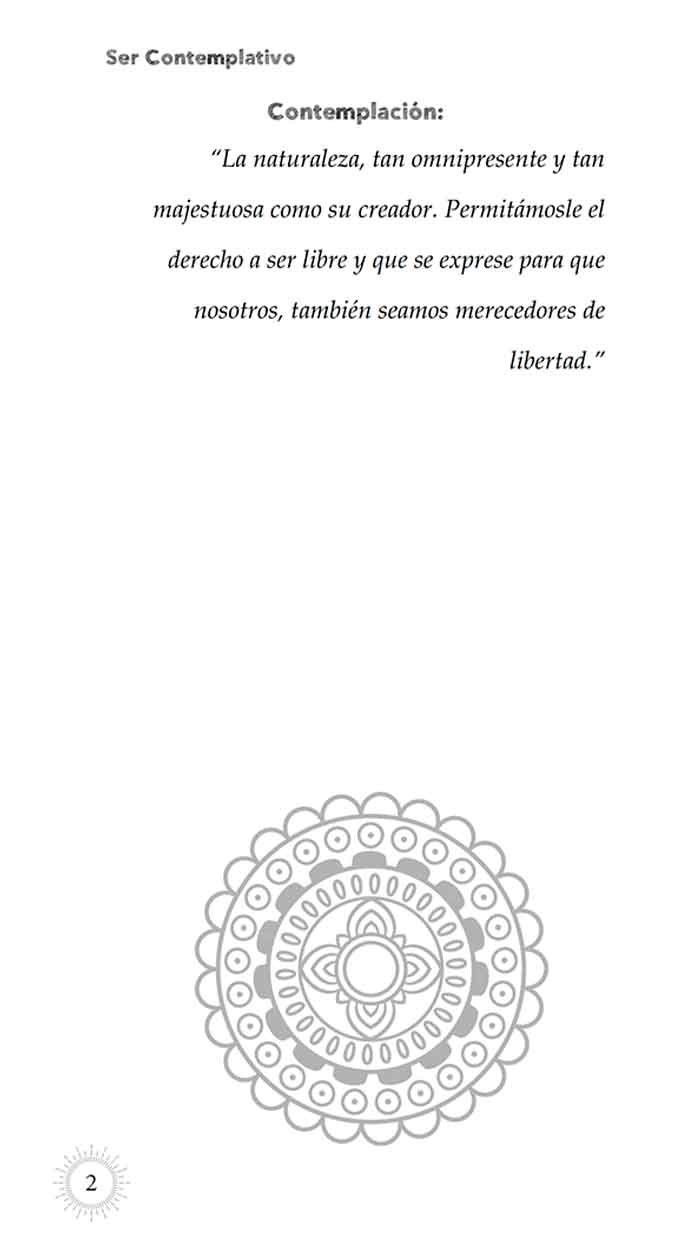 Ser Contemplativo
Contemplación:
“La naturaleza, tan omnipresente y tan
majestuosa como su creador. Permitámosle el
derecho a ser libre y que se exprese para que
nosotros, también seamos merecedores de
libertad.”
2